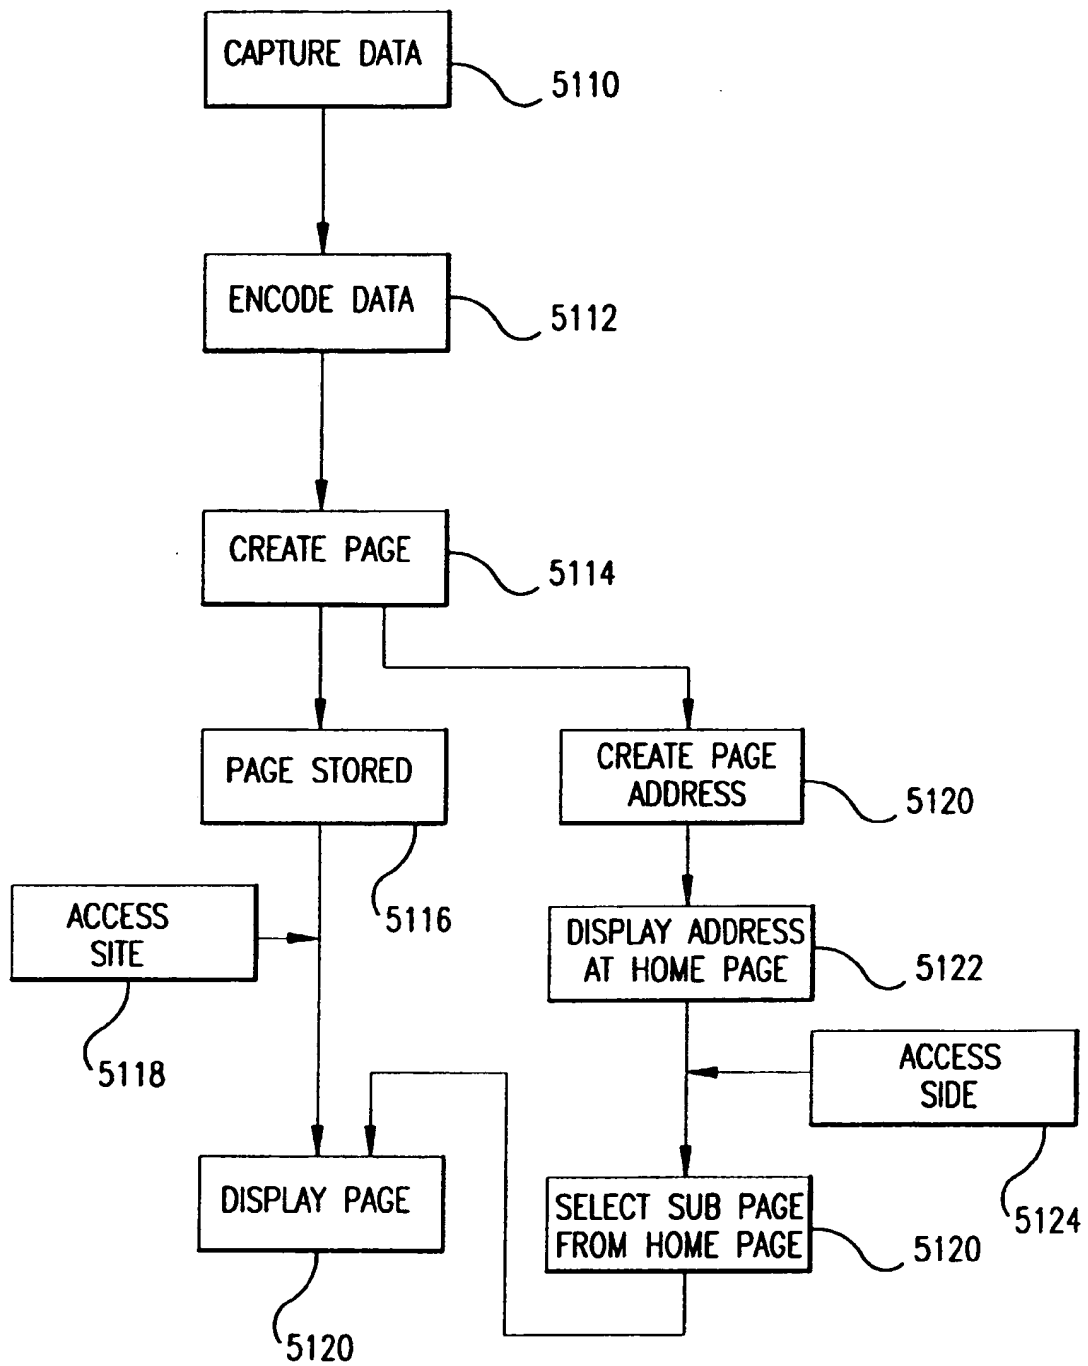 CAPTURE DATA
5110
ENCODE DATA
5112
CREATE PAGE
5114
PAGE STORED
5116
CREATE PAGE
ADDRESS
5120
ACCESS
SITE
5118
DISPLAY ADDRESS
AT HOME PAGE
5122
ACCESS
SIDE
5124
DISPLAY PAGE
5120
SELECT SUB PAGE
FROM HOME PAGE
5120